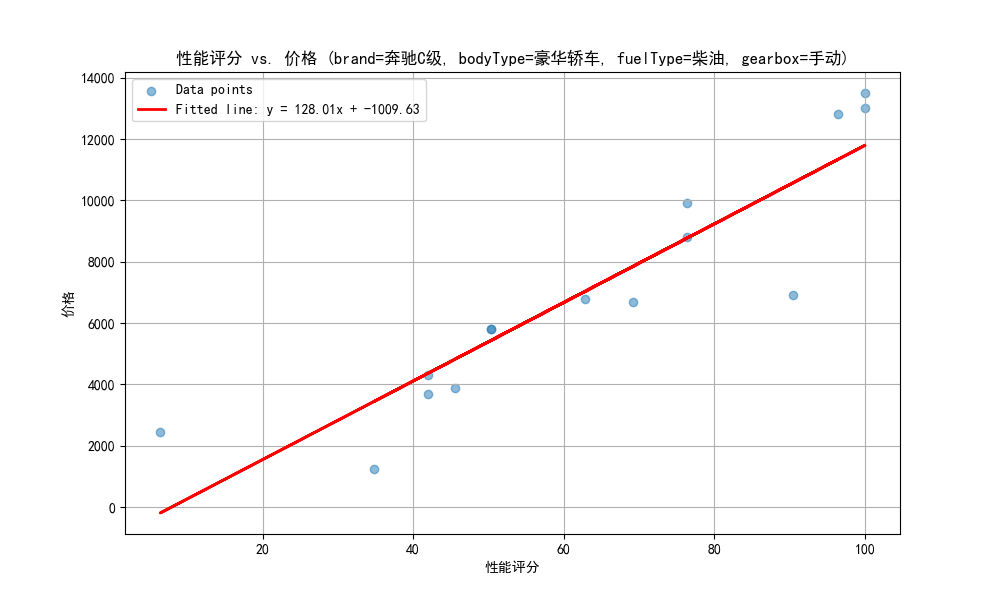 性能评分 vs. 价格 (brand=奔驰C级, bodyType=豪华轿车, fuelType=柴油, gearbox=手动)
Data points
Fitted line: y = 128.01x + -1009.63
14000
12000
10000
8000
6000
4000
2000
0
价格
20
40
60
80
100
性能评分